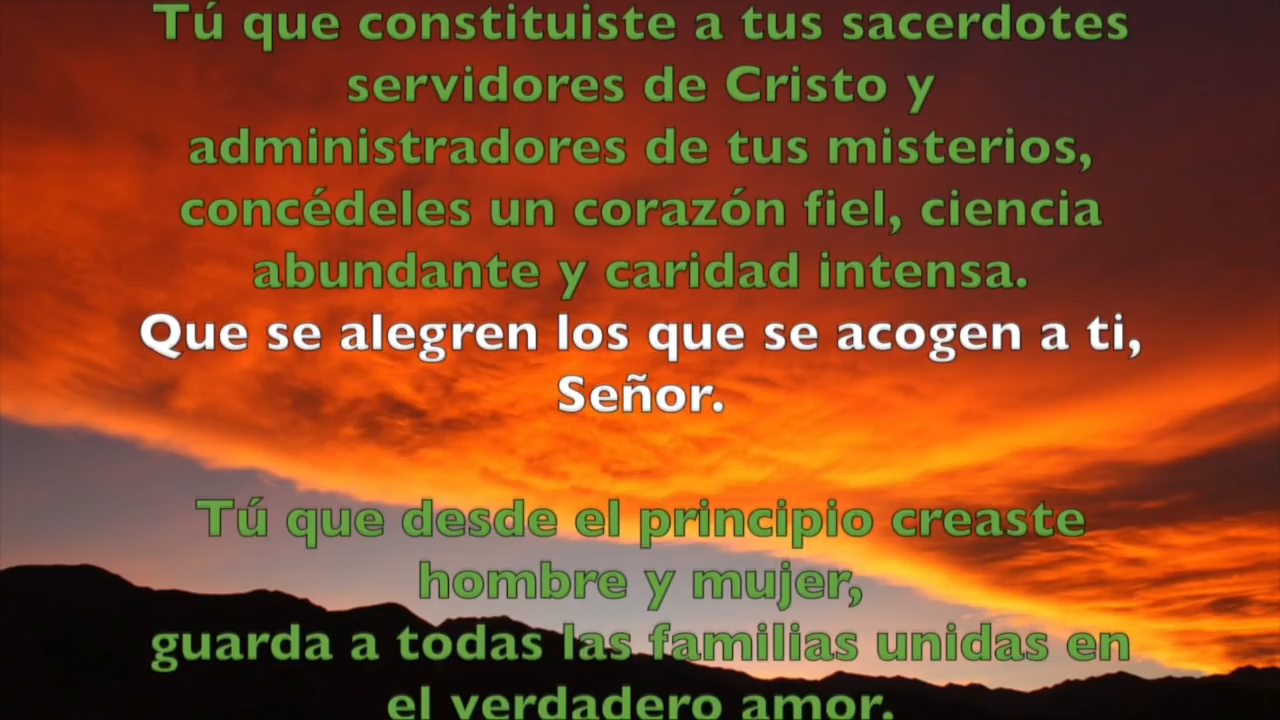 Tú que constituiste a tus sacerdotes
servidores de Cristo y
administradores de tus misterios,
concédeles un corazón fiel, ciencia
abundante y caridad intensa.
Que se alegren los que se acogen a ti,
Señor.
Tú que desde el principio creaste
hombre y mujer,
guarda a todas las familias unidas en
el verdadero amor.